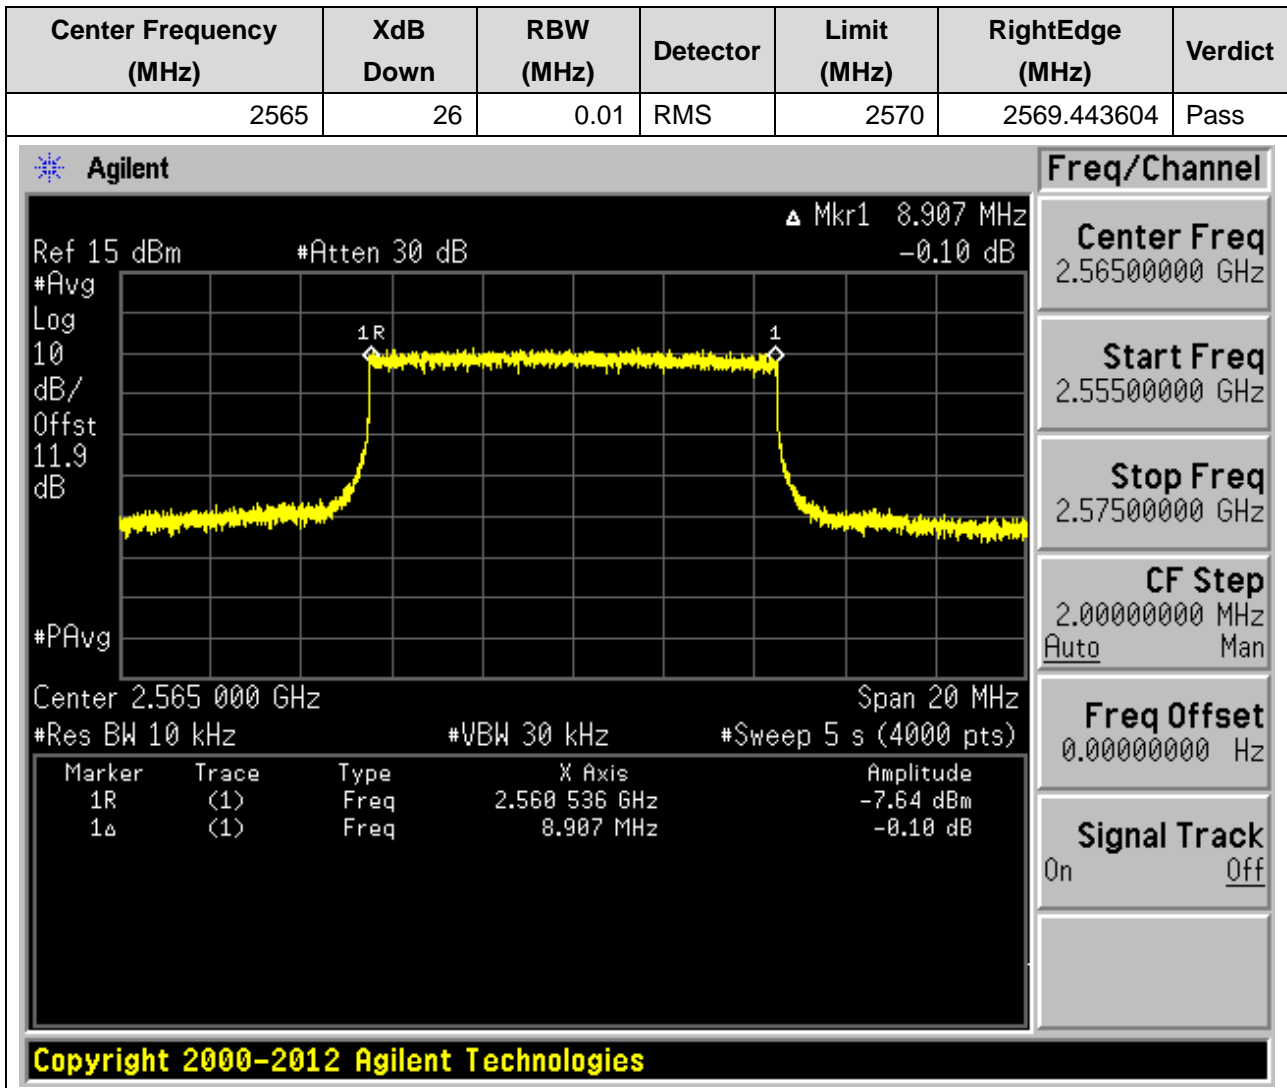 Center Frequency (MHz) XdB Down RBW (MHz) Detector Limit (MHz) RightEdge (MHz) Verdict
2565 26 0.01 RMS 2570 2569.443604 Pass
Agilent
Freq/Channel
Δ Mkr1 8.907 MHz
Ref 15 dBm #Atten 30 dB -0.10 dB
#Avg
Log
10
dB/
Offst
11.9
dB
#PAvg
1R
1
Center 2.565 000 GHz Span 20 MHz
#Res BW 10 kHz #VBW 30 kHz #Sweep 5 s (4000 pts)
Marker Trace Type X Axis Amplitude
1R (1) Freq 2.560 536 GHz -7.64 dBm
1Δ (1) Freq 8.907 MHz -0.10 dB
Center Freq
2.56500000 GHz
Start Freq
2.55500000 GHz
Stop Freq
2.57500000 GHz
CF Step
2.00000000 MHz
Auto Man
Freq Offset
0.00000000 Hz
Signal Track
On Off
Copyright 2000-2012 Agilent Technologies